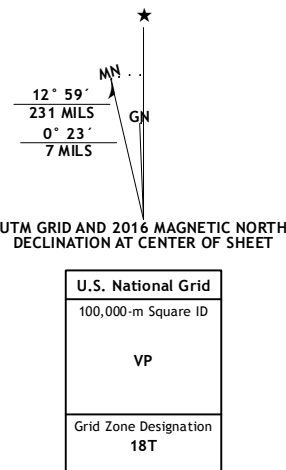 ★
MN
12° 59´
231 MILS
GN
0° 23´
7 MILS
UTM GRID AND 2016 MAGNETIC NORTH
DECLINATION AT CENTER OF SHEET
U.S. National Grid
100,000-m Square ID
VP
Grid Zone Designation
18T